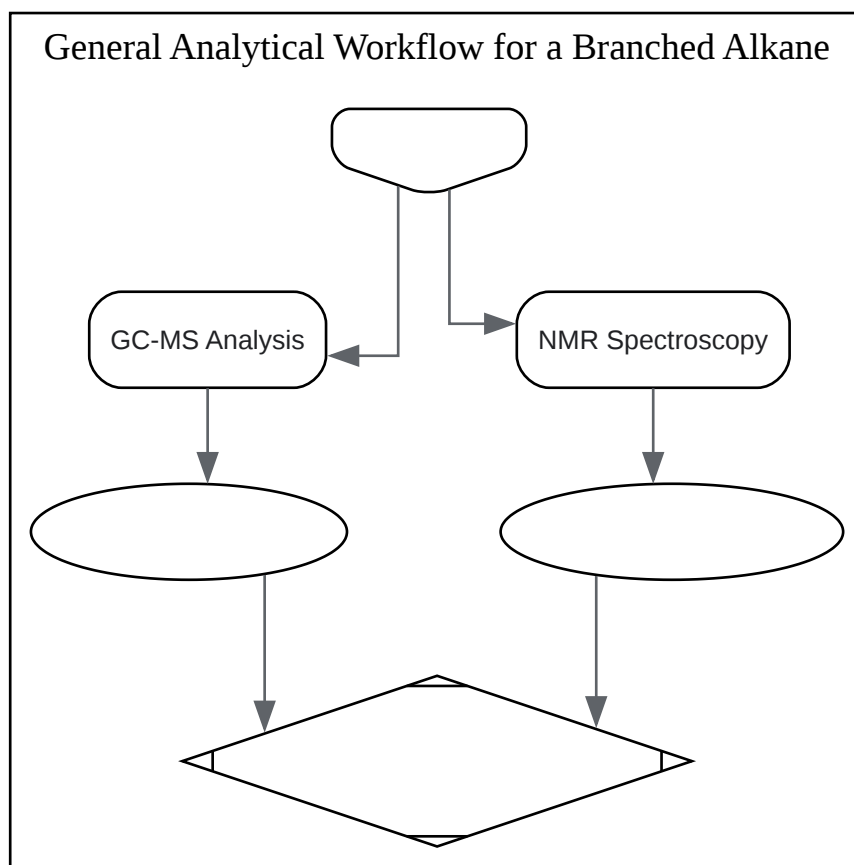 General Analytical Workflow for a Branched Alkane
GC-MS Analysis
NMR Spectroscopy